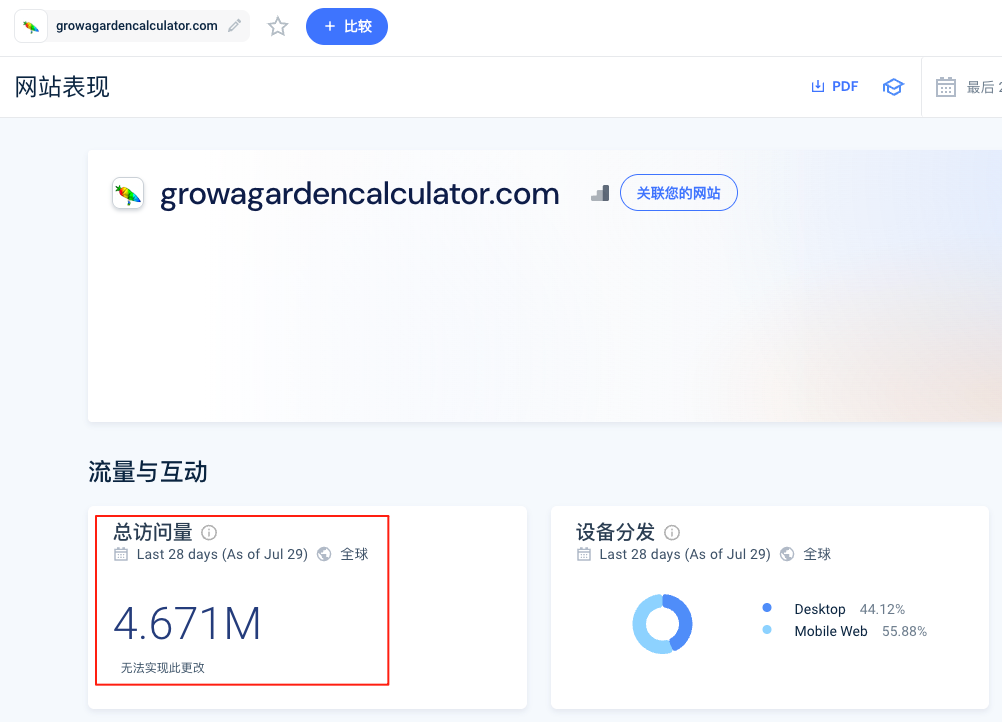 growagardencalculator.com
+ 比较
网站表现
PDF
最后 2
growagardencalculator.com
关联您的网站
流量与互动
总访问量
Last 28 days (As of Jul 29) 全球
4.671M
无法实现此更改
设备分发
Last 28 days (As of Jul 29) 全球
Desktop 44.12%
Mobile Web 55.88%